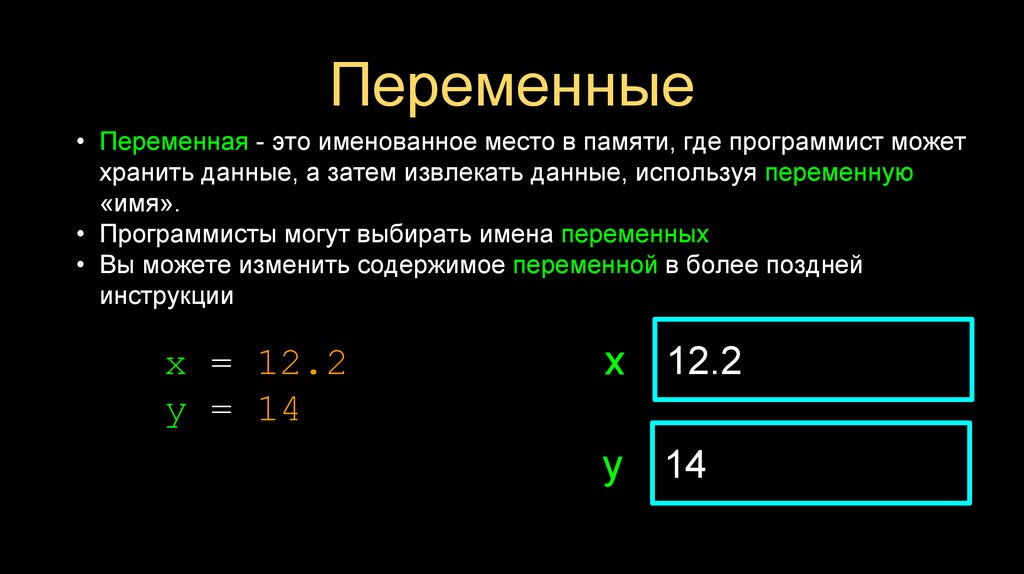 Переменные
• Переменная - это именованное место в памяти, где программист может
хранить данные, а затем извлекать данные, используя переменную
«имя».
• Программисты могут выбирать имена переменных
• Вы можете изменить содержимое переменной в более поздней
инструкции
x = 12.2
y = 14
x 12.2
y 14